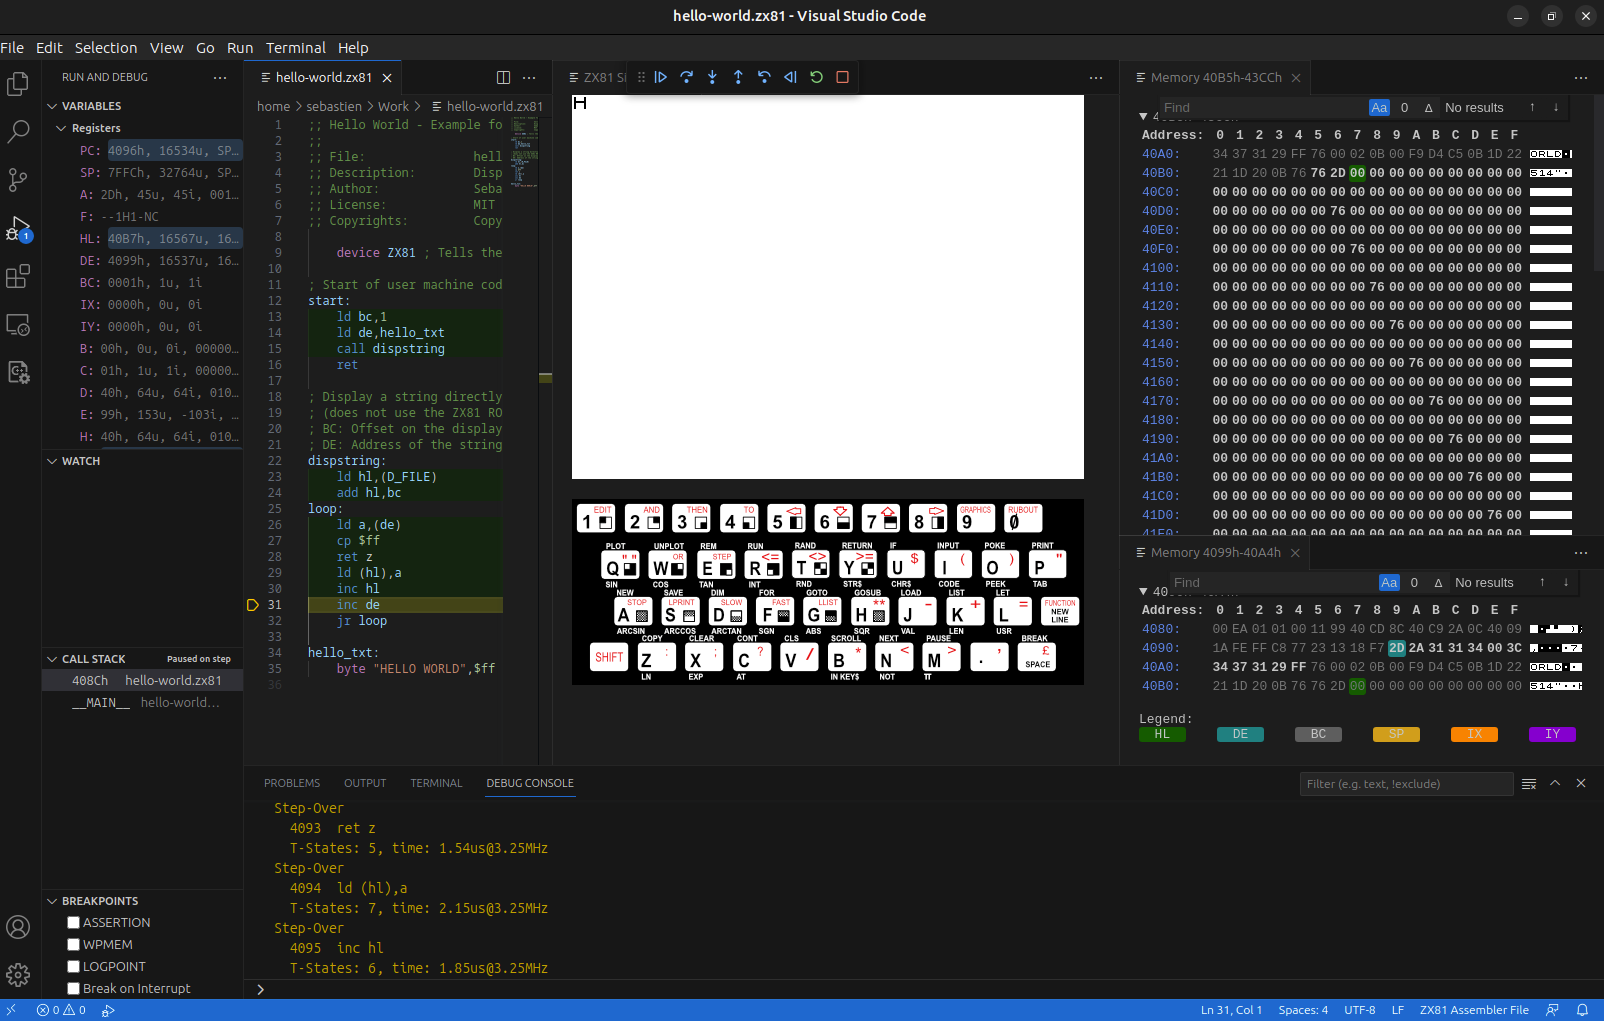 hello-world.zx81 - Visual Studio Code
File Edit Selection View Go Run Terminal Help
RUN AND DEBUG
VARIABLES
Registers
PC: 4096h, 16534u, SP...
SP: 7FFCh, 32764u, SP...
A: 2Dh, 45u, 45i, 001...
F: --1H1-NC
HL: 40B7h, 16567u, 16...
DE: 4099h, 16537u, 16...
BC: 0001h, 1u, 1i
IX: 0000h, 0u, 0i
IY: 0000h, 0u, 0i
B: 00h, 0u, 0i, 00000...
C: 01h, 1u, 1i, 00000...
D: 40h, 64u, 64i, 010...
E: 99h, 153u, -103i, ...
H: 40h, 64u, 64i, 010...
WATCH
CALL STACK Paused on step
408Ch hello-world.zx81
__MAIN__ hello-world...
BREAKPOINTS
ASSERTION
WPMEM
LOGPOINT
Break on Interrupt
hello-world.zx81
home > sebastien > Work > hello-world.zx81
1 ;; Hello World - Example fo
2 ;;
3 ;; File: hell
4 ;; Description: Disp
5 ;; Author: Seba
6 ;; License: MIT
7 ;; Copyrights: Copy
8
9 device ZX81 ; Tells the
10
11 ; Start of user machine cod
12 start:
13 ld bc,1
14 ld de,hello_txt
15 call dispstring
16 ret
17
18 ; Display a string directly
19 ; (does not use the ZX81 RO
20 ; BC: Offset on the display
21 ; DE: Address of the string
22 dispstring:
23 ld hl,(D_FILE)
24 add hl,bc
25 loop:
26 ld a,(de)
27 cp $ff
28 ret z
29 ld (hl),a
30 inc hl
31 inc de
32 jr loop
33
34 hello_txt:
35 byte "HELLO WORLD",$ff
36
ZX81 Si
H
EDIT AND THEN TO GRAPHICS RUBOUT
1 2 3 4 5 6 7 8 9 0
PLOT UNPLOT REM RUN RAND RETURN IF INPUT POKE PRINT
" " OR STEP <= <> >= $ ( ) "
Q W E R T Y U I O P
SIN COS TAN INT RND STR$ CHR$ CODE PEEK TAB
NEW SAVE DIM FOR GOTO GOSUB LOAD LIST LET
STOP LPRINT SLOW FAST LLIST ** - + = FUNCTION
A S D F G H J K L NEW LINE
ARCSIN ARCCOS ARCTAN SGN ABS SQR VAL LEN USR
COPY CLEAR CONT CLS SCROLL NEXT PAUSE BREAK
: ; ? / * < > , £
SHIFT Z X C V B N M . SPACE
LN EXP AT IN KEY$ NOT π
Memory 40B5h-43CCh
Find Aa 0 Δ No results
Address: 0 1 2 3 4 5 6 7 8 9 A B C D E F
40A0: 34 37 31 29 FF 76 00 02 0B 00 F9 D4 C5 0B 1D 22
40B0: 21 1D 20 0B 76 76 2D 00 00 00 00 00 00 00 00 00
40C0: 00 00 00 00 00 00 00 00 00 00 00 00 00 00 00 00
40D0: 00 00 00 00 00 00 76 00 00 00 00 00 00 00 00 00
40E0: 00 00 00 00 00 00 00 00 00 00 00 00 00 00 00 00
40F0: 00 00 00 00 00 00 00 76 00 00 00 00 00 00 00 00
4100: 00 00 00 00 00 00 00 00 00 00 00 00 00 00 00 00
4110: 00 00 00 00 00 00 00 00 76 00 00 00 00 00 00 00
4120: 00 00 00 00 00 00 00 00 00 00 00 00 00 00 00 00
4130: 00 00 00 00 00 00 00 00 00 76 00 00 00 00 00 00
4140: 00 00 00 00 00 00 00 00 00 00 00 00 00 00 00 00
4150: 00 00 00 00 00 00 00 00 00 00 76 00 00 00 00 00
4160: 00 00 00 00 00 00 00 00 00 00 00 00 00 00 00 00
4170: 00 00 00 00 00 00 00 00 00 00 00 76 00 00 00 00
4180: 00 00 00 00 00 00 00 00 00 00 00 00 00 00 00 00
4190: 00 00 00 00 00 00 00 00 00 00 00 00 76 00 00 00
41A0: 00 00 00 00 00 00 00 00 00 00 00 00 00 00 00 00
41B0: 00 00 00 00 00 00 00 00 00 00 00 00 00 76 00 00
41C0: 00 00 00 00 00 00 00 00 00 00 00 00 00 00 00 00
41D0: 00 00 00 00 00 00 00 00 00 00 00 00 00 00 76 00
Memory 4099h-40A4h
Find Aa 0 Δ No results
Address: 0 1 2 3 4 5 6 7 8 9 A B C D E F
4080: 00 EA 01 01 00 11 99 40 CD 8C 40 C9 2A 0C 40 09
4090: 1A FE FF C8 77 23 13 18 F7 2D 2A 31 31 34 00 3C
40A0: 34 37 31 29 FF 76 00 02 0B 00 F9 D4 C5 0B 1D 22
40B0: 21 1D 20 0B 76 76 2D 00 00 00 00 00 00 00 00 00
Legend:
HL DE BC SP IX IY
PROBLEMS OUTPUT TERMINAL DEBUG CONSOLE
Filter (e.g. text, !exclude)
Step-Over
4093 ret z
T-States: 5, time: 1.54us@3.25MHz
Step-Over
4094 ld (hl),a
T-States: 7, time: 2.15us@3.25MHz
Step-Over
4095 inc hl
T-States: 6, time: 1.85us@3.25MHz
>
0 0
Ln 31, Col 1 Spaces: 4 UTF-8 LF ZX81 Assembler File